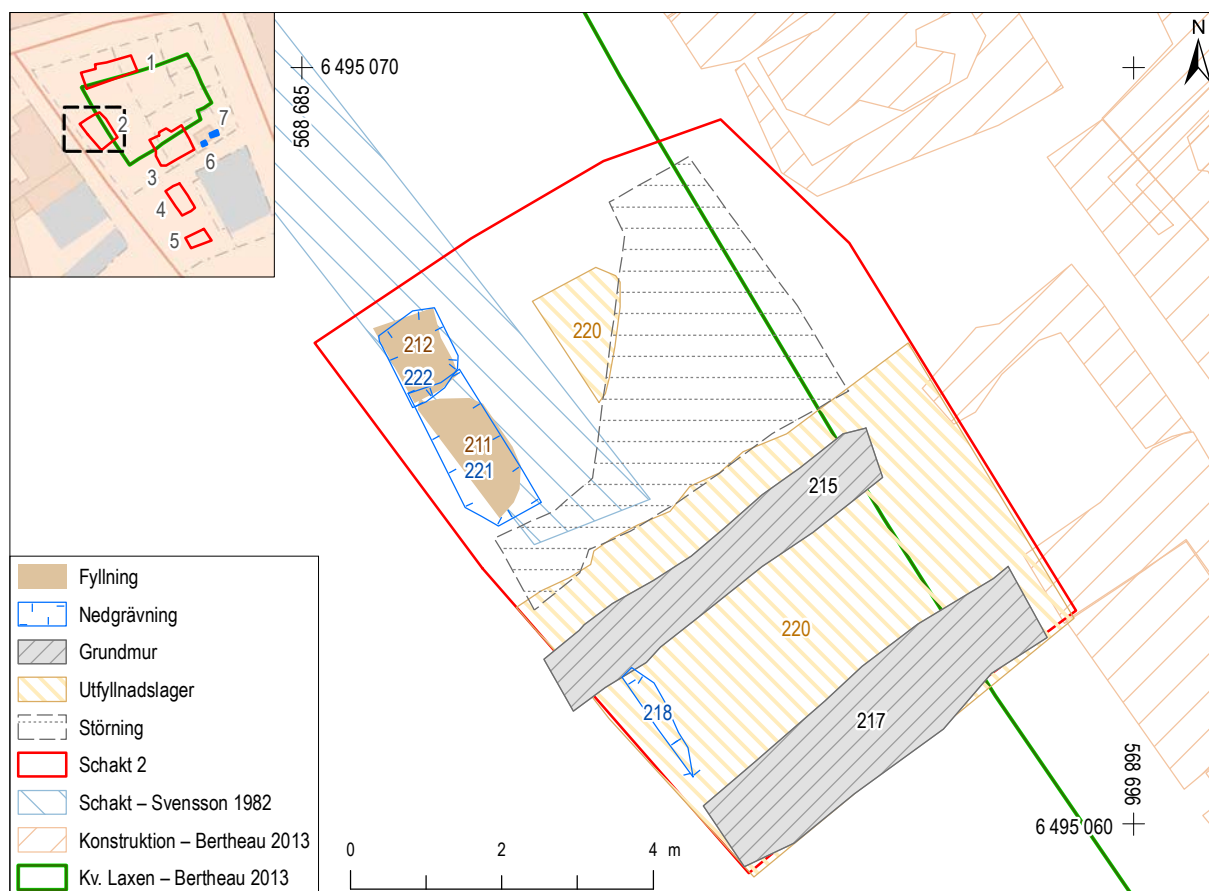 1
2
3
4
5
6
7
6 495 070
568 685
N
212
222
211
221
220
215
220
218
217
568 696
6 495 060
Fyllning
Nedgrävning
Grundmur
Utfyllnadslager
Störning
Schakt 2
Schakt – Svensson 1982
Konstruktion – Bertheau 2013
Kv. Laxen – Bertheau 2013
0 2 4 m